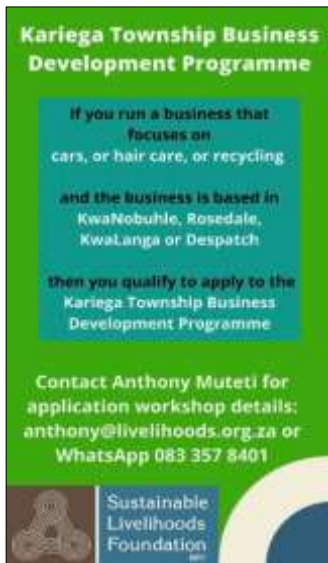 Kariega Township Business
Development Programme
If you run a business that
focuses on
cars, or hair care, or recycling
and the business is based in
KwaNobuhle, Rosedale,
KwaLanga or Despatch
then you qualify to apply to the
Kariega Township Business
Development Programme
Contact Anthony Muteti for
application workshop details:
anthony@livelihoods.org.za or
WhatsApp 083 357 8401
Sustainable
Livelihoods
Foundation